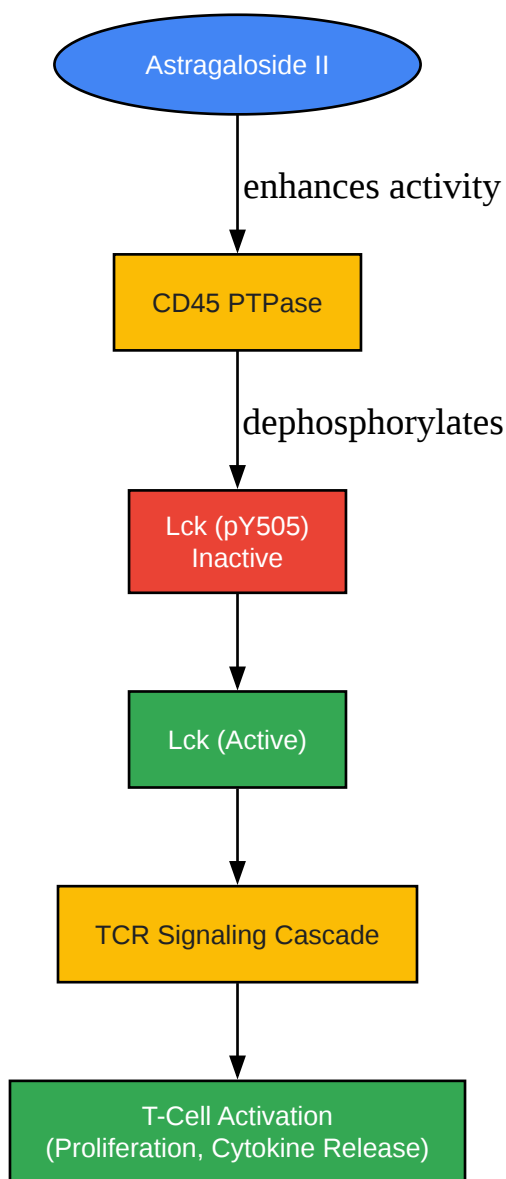 Astragaloside II
enhances activity
CD45 PTPase
dephosphorylates
Lck (pY505)
Inactive
Lck (Active)
TCR Signaling Cascade
T-Cell Activation
(Proliferation, Cytokine Release)